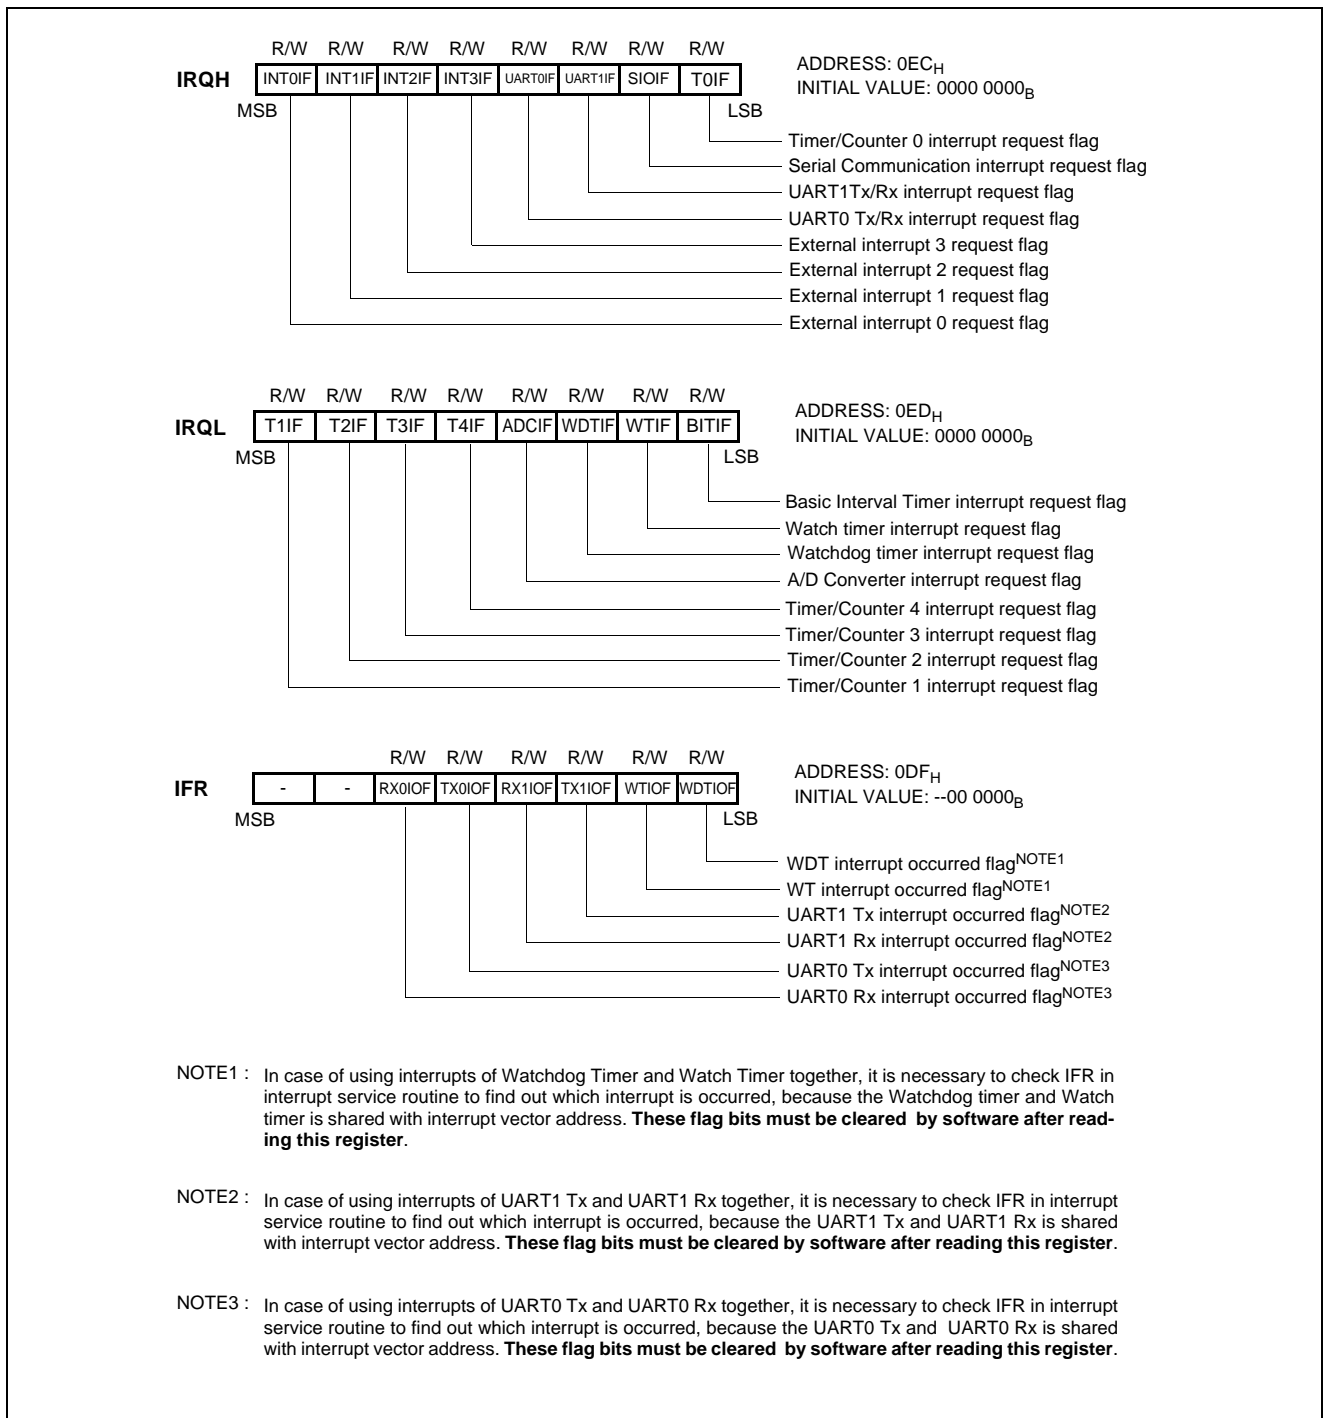 R/W R/W R/W R/W R/W R/W R/W R/W
IRQH INT0IF INT1IF INT2IF INT3IF UART0IF UART1IF SIOIF T0IF
ADDRESS: 0ECH
INITIAL VALUE: 0000 0000B
MSB LSB
Timer/Counter 0 interrupt request flag
Serial Communication interrupt request flag
UART1Tx/Rx interrupt request flag
UART0 Tx/Rx interrupt request flag
External interrupt 3 request flag
External interrupt 2 request flag
External interrupt 1 request flag
External interrupt 0 request flag
R/W R/W R/W R/W R/W R/W R/W R/W
IRQL T1IF T2IF T3IF T4IF ADCIF WDTIF WTIF BITIF
ADDRESS: 0EDH
INITIAL VALUE: 0000 0000B
MSB LSB
Basic Interval Timer interrupt request flag
Watch timer interrupt request flag
Watchdog timer interrupt request flag
A/D Converter interrupt request flag
Timer/Counter 4 interrupt request flag
Timer/Counter 3 interrupt request flag
Timer/Counter 2 interrupt request flag
Timer/Counter 1 interrupt request flag
R/W R/W R/W R/W R/W R/W
IFR - - RX0IOF TX0IOF RX1IOF TX1IOF WTIOF WDTIOF
ADDRESS: 0DFH
INITIAL VALUE: --00 0000B
MSB LSB
WDT interrupt occurred flagNOTE1
WT interrupt occurred flagNOTE1
UART1 Tx interrupt occurred flagNOTE2
UART1 Rx interrupt occurred flagNOTE2
UART0 Tx interrupt occurred flagNOTE3
UART0 Rx interrupt occurred flagNOTE3
NOTE1 : In case of using interrupts of Watchdog Timer and Watch Timer together, it is necessary to check IFR in
interrupt service routine to find out which interrupt is occurred, because the Watchdog timer and Watch
timer is shared with interrupt vector address. These flag bits must be cleared by software after read-
ing this register.
NOTE2 : In case of using interrupts of UART1 Tx and UART1 Rx together, it is necessary to check IFR in interrupt
service routine to find out which interrupt is occurred, because the UART1 Tx and UART1 Rx is shared
with interrupt vector address. These flag bits must be cleared by software after reading this register.
NOTE3 : In case of using interrupts of UART0 Tx and UART0 Rx together, it is necessary to check IFR in interrupt
service routine to find out which interrupt is occurred, because the UART0 Tx and UART0 Rx is shared
with interrupt vector address. These flag bits must be cleared by software after reading this register.